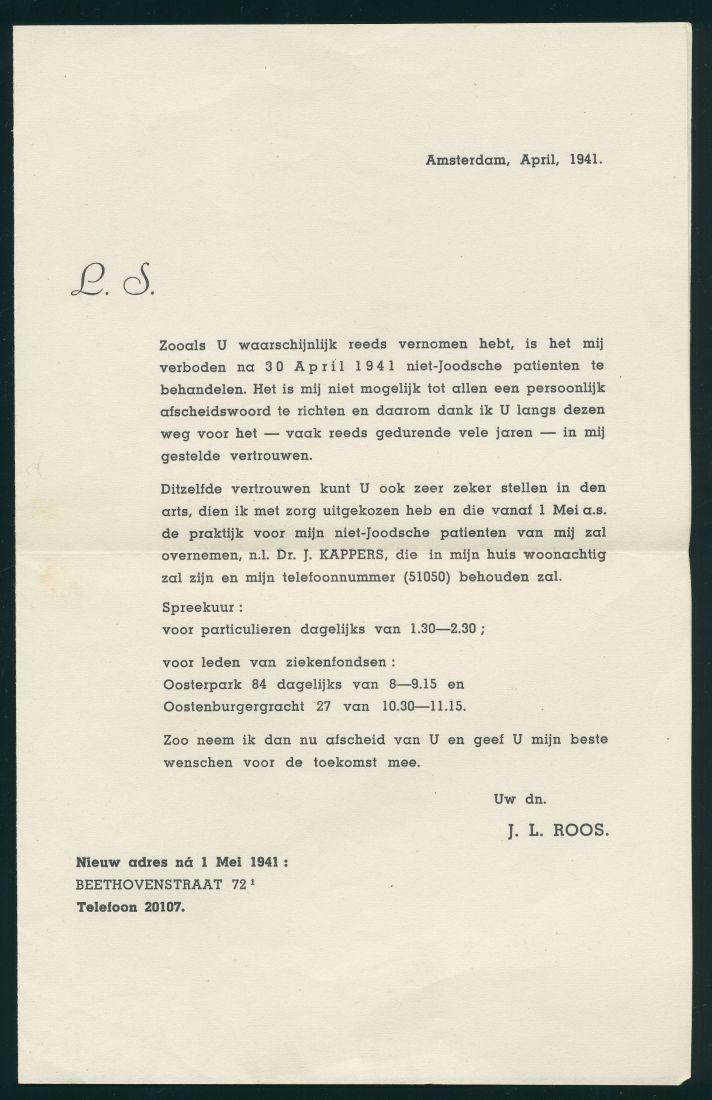 Amsterdam, April, 1941.
L. S.
Zooals U waarschijnlijk reeds vernomen hebt, is het mij
verboden na 30 April 1941 niet-Joodsche patienten te
behandelen. Het is mij niet mogelijk tot allen een persoonlijk
afscheidswoord te richten en daarom dank ik U langs dezen
weg voor het — vaak reeds gedurende vele jaren — in mij
gestelde vertrouwen.
Ditzelfde vertrouwen kunt U ook zeer zeker stellen in den
arts, dien ik met zorg uitgekozen heb en die vanaf 1 Mei a.s.
de praktijk voor mijn niet-Joodsche patienten van mij zal
overnemen, n.l. Dr. J. KAPPERS, die in mijn huis woonachtig
zal zijn en mijn telefoonnummer (51050) behouden zal.
Spreekuur :
voor particulieren dagelijks van 1.30—2.30 ;
voor leden van ziekenfondsen :
Oosterpark 84 dagelijks van 8—9.15 en
Oostenburgergracht 27 van 10.30—11.15.
Zoo neem ik dan nu afscheid van U en geef U mijn beste
wenschen voor de toekomst mee.
Uw dn.
J. L. ROOS.
Nieuw adres ná 1 Mei 1941 :
BEETHOVENSTRAAT 72 ¹
Telefoon 20107.